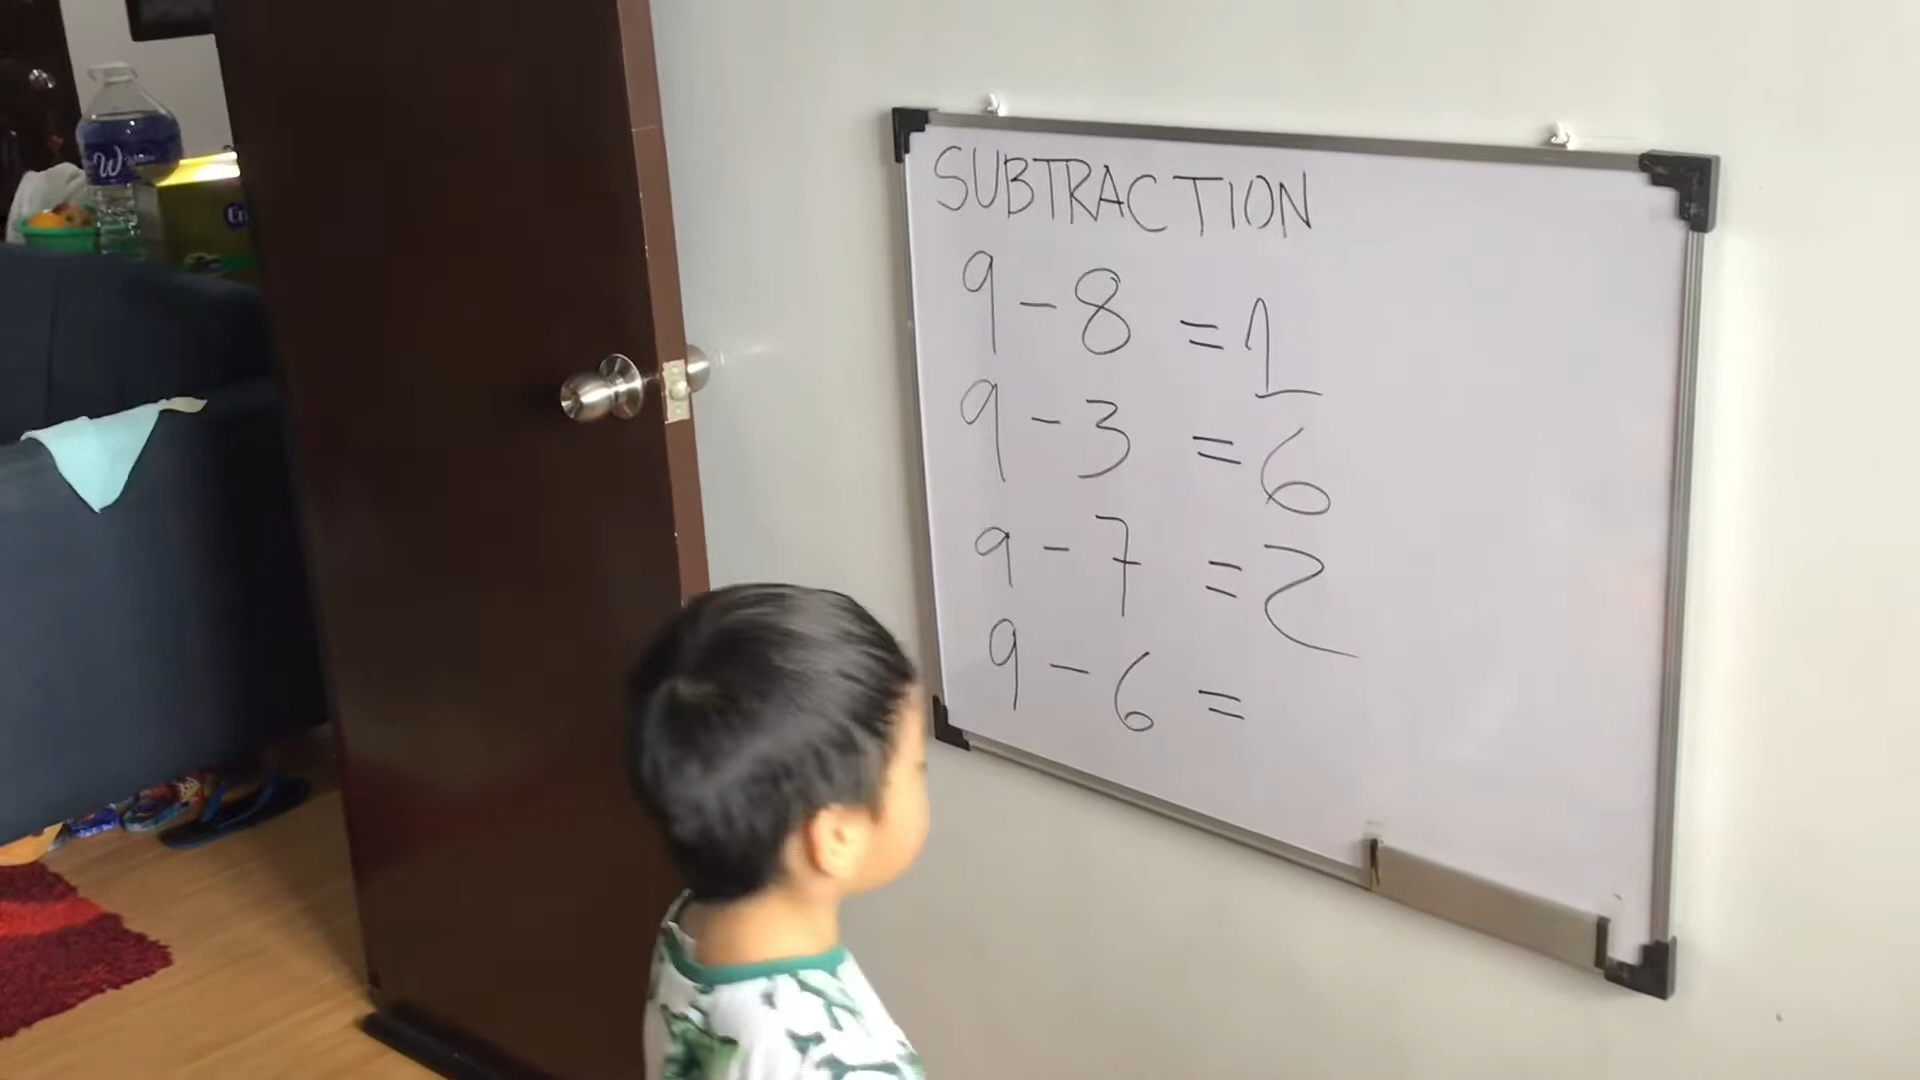 SUBTRACTION
9 - 8 = 1
9 - 3 = 6
9 - 7 = 2
9 - 6 =
W